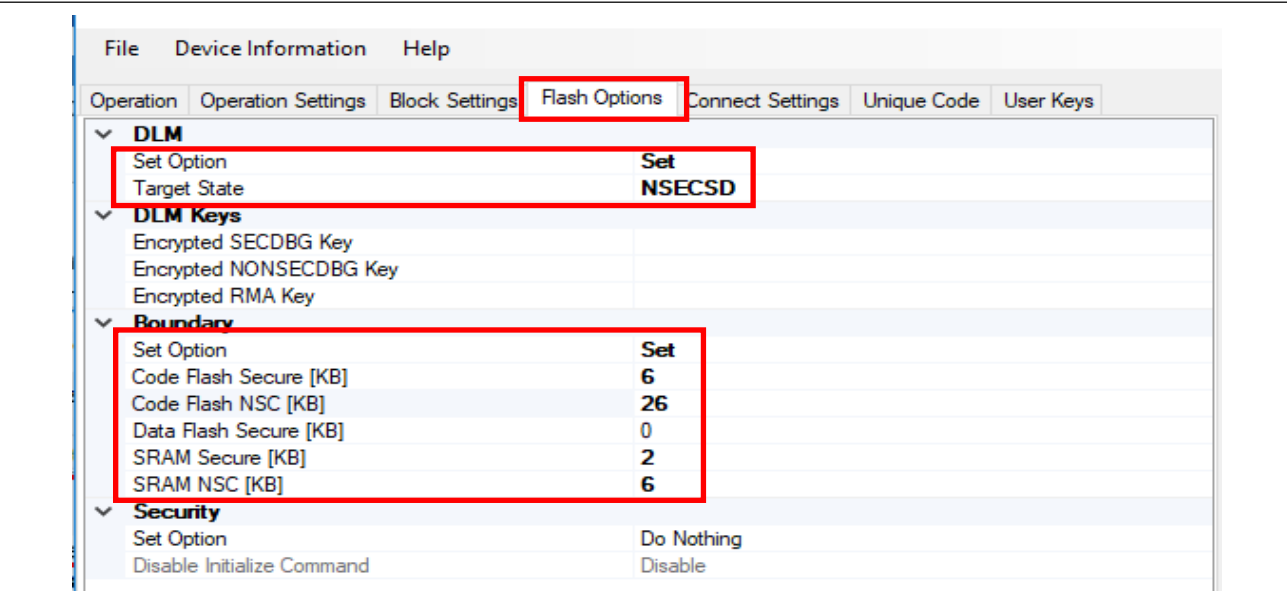 File Device Information Help
Operation Operation Settings Block Settings Flash Options Connect Settings Unique Code User Keys
DLM
Set Option Set
Target State NSECSD
DLM Keys
Encrypted SECDBG Key
Encrypted NONSECDBG Key
Encrypted RMA Key
Boundary
Set Option Set
Code Flash Secure [KB] 6
Code Flash NSC [KB] 26
Data Flash Secure [KB] 0
SRAM Secure [KB] 2
SRAM NSC [KB] 6
Security
Set Option Do Nothing
Disable Initialize Command Disable